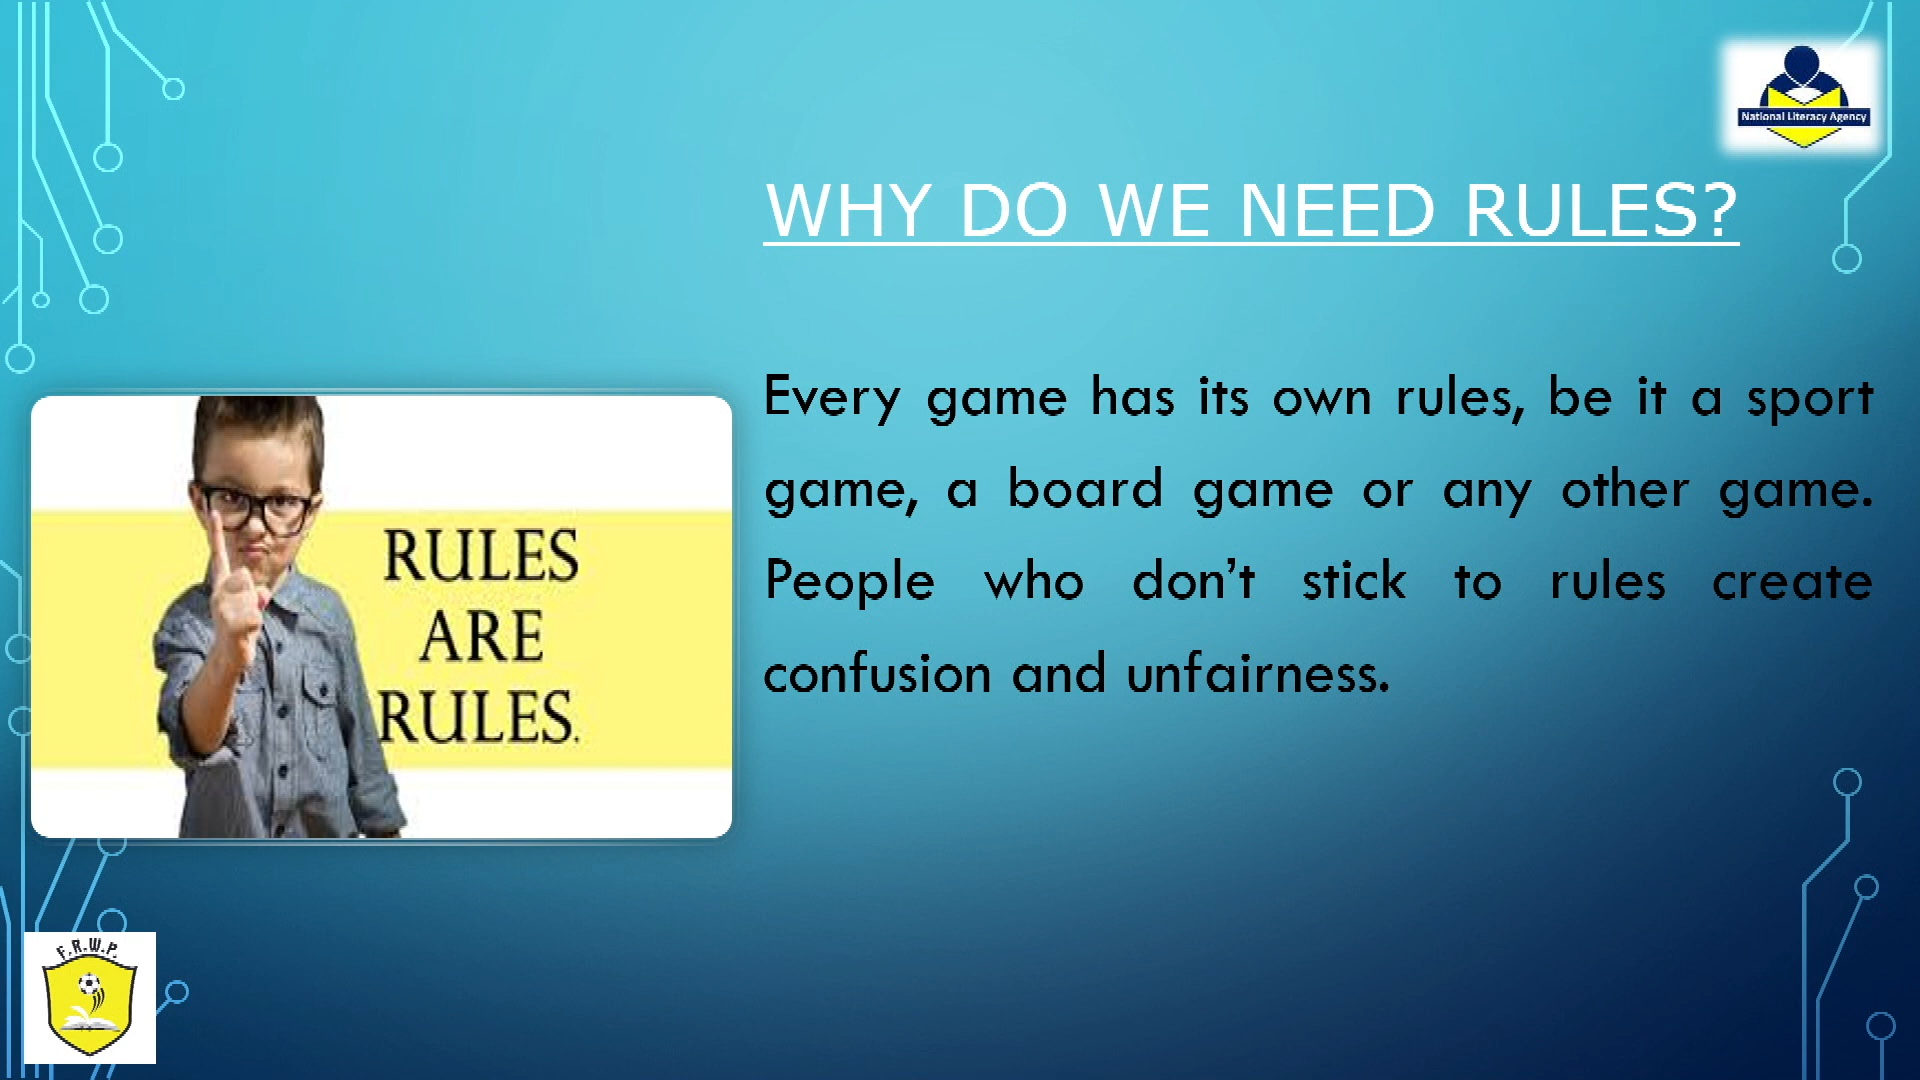 National Literacy Agency
WHY DO WE NEED RULES?
Every game has its own rules, be it a sport
game, a board game or any other game.
People who don’t stick to rules create
confusion and unfairness.
RULES
ARE
RULES.
F.R.W.P.